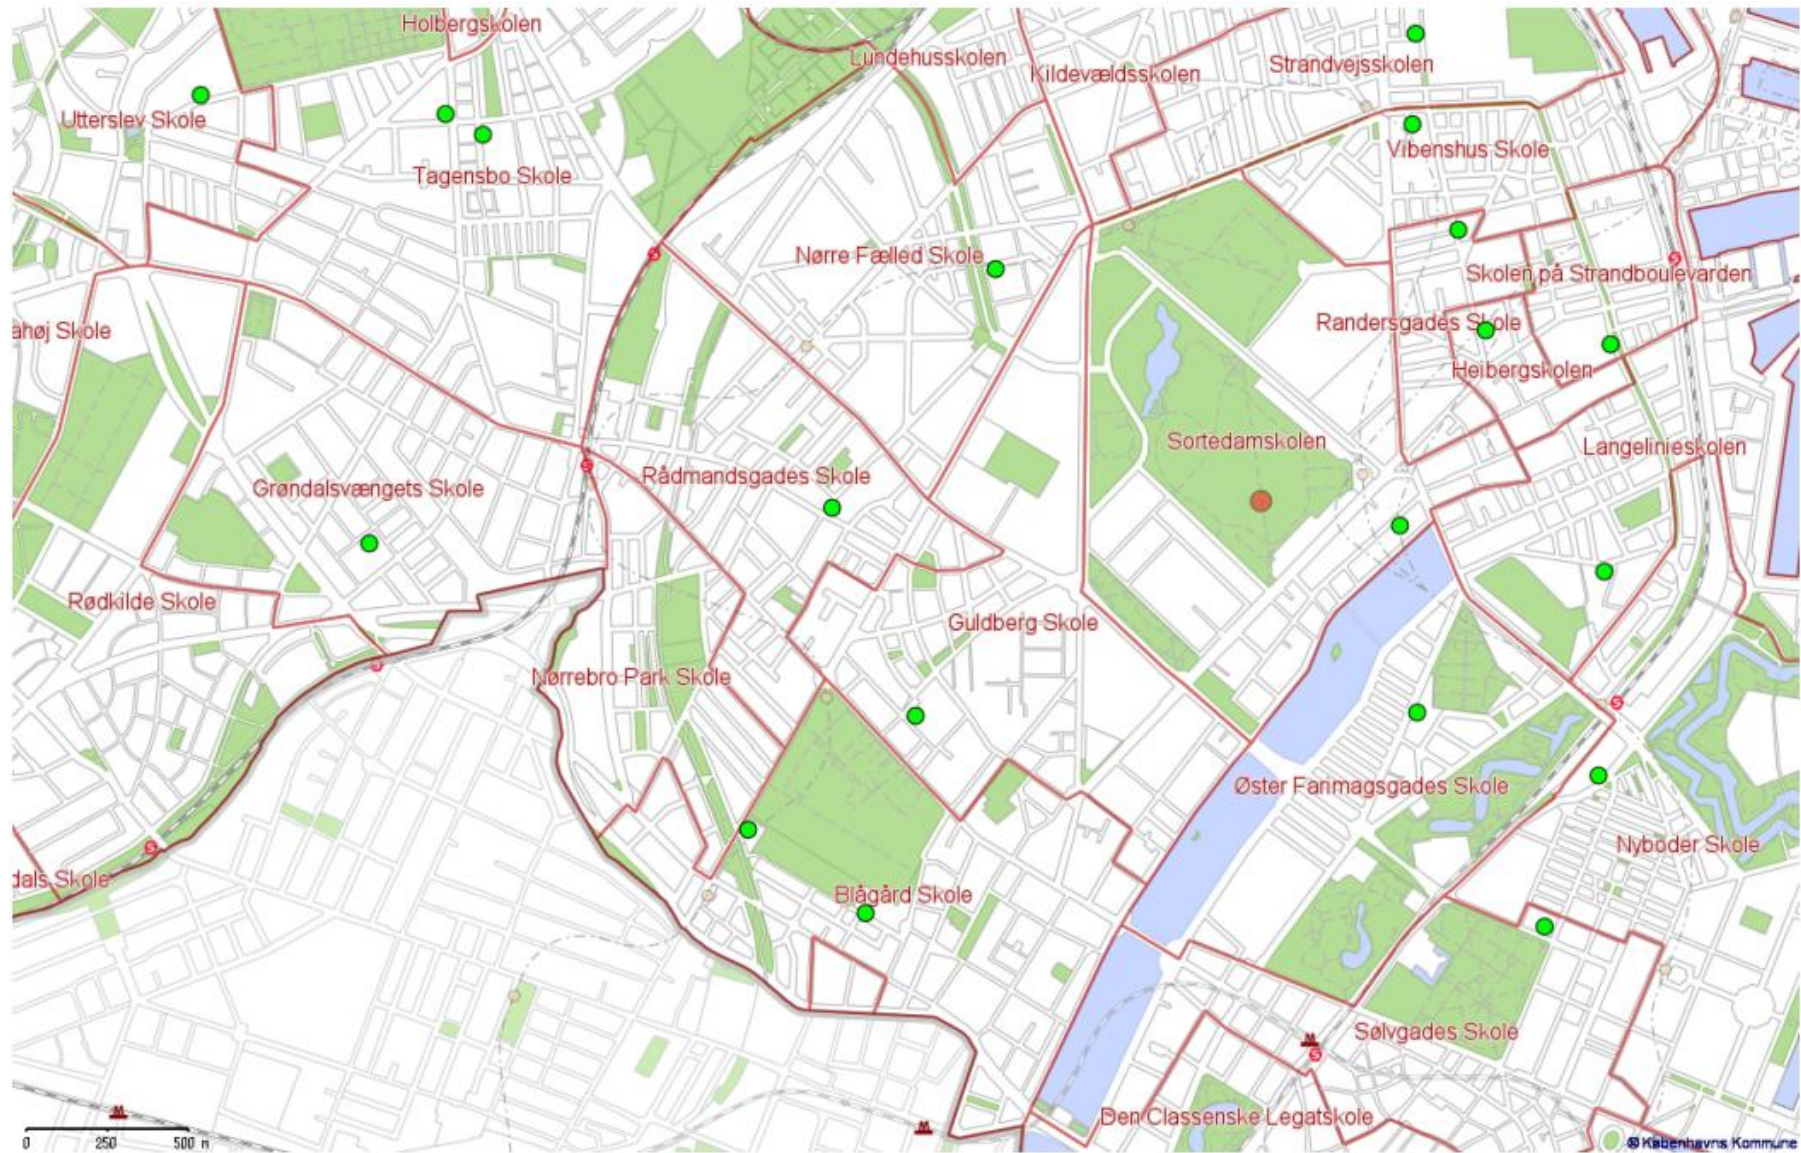 Holbergskolen
Lundehusskolen
Kildevældsskolen
Strandvejsskolen
Utterslev Skole
Tagensbo Skole
Vibenshus Skole
Nørre Fælled Skole
Skolen på Strandboulevarden
ahøj Skole
Randersgades Skole
Heibergskolen
Sortedamskolen
Langelinieskolen
Grøndalsvængets Skole
Rådmandsgades Skole
Rødkilde Skole
Guldberg Skole
Nørrebro Park Skole
Øster Farimagsgades Skole
Nyboder Skole
dals Skole
Blågård Skole
Sølvgades Skole
Den Classenske Legatskole
0 250 500 m
© Københavns Kommune